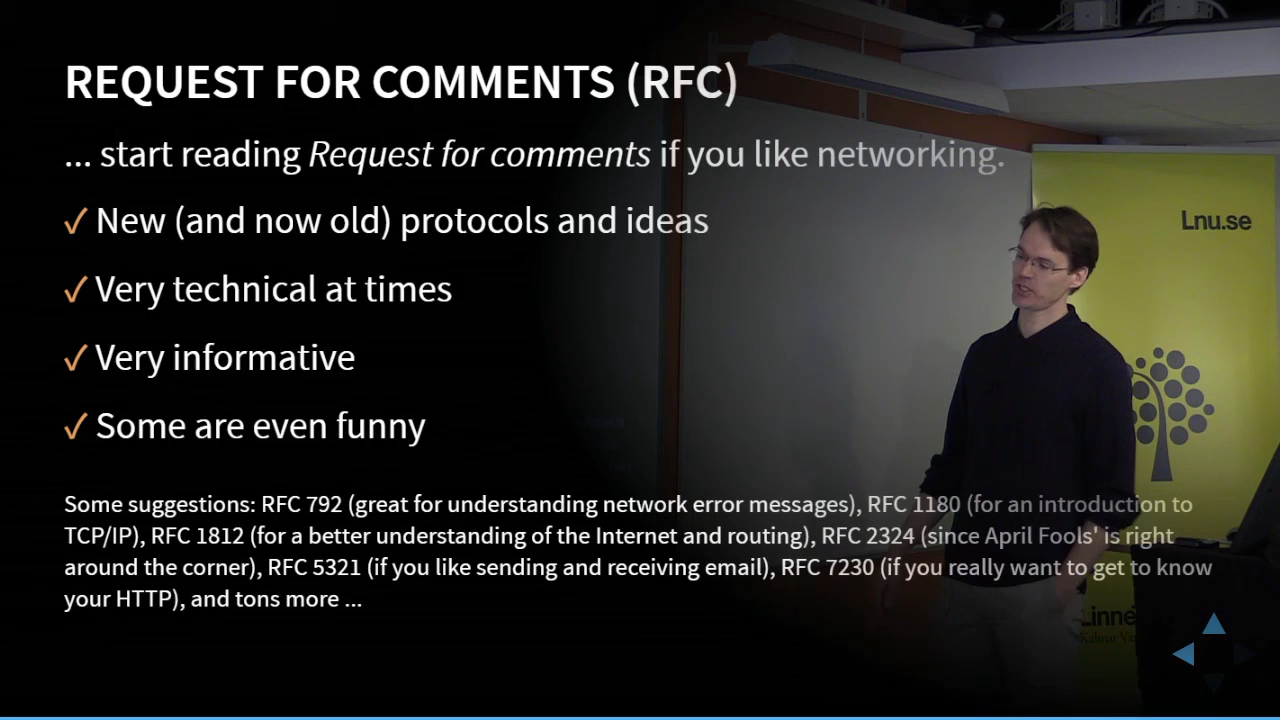 REQUEST FOR COMMENTS (RFC)
... start reading Request for comments if you like networking.
✓ New (and now old) protocols and ideas
✓ Very technical at times
✓ Very informative
✓ Some are even funny
Some suggestions: RFC 792 (great for understanding network error messages), RFC 1180 (for an introduction to
TCP/IP), RFC 1812 (for a better understanding of the Internet and routing), RFC 2324 (since April Fools' is right
around the corner), RFC 5321 (if you like sending and receiving email), RFC 7230 (if you really want to get to know
your HTTP), and tons more ...
Lnu.se